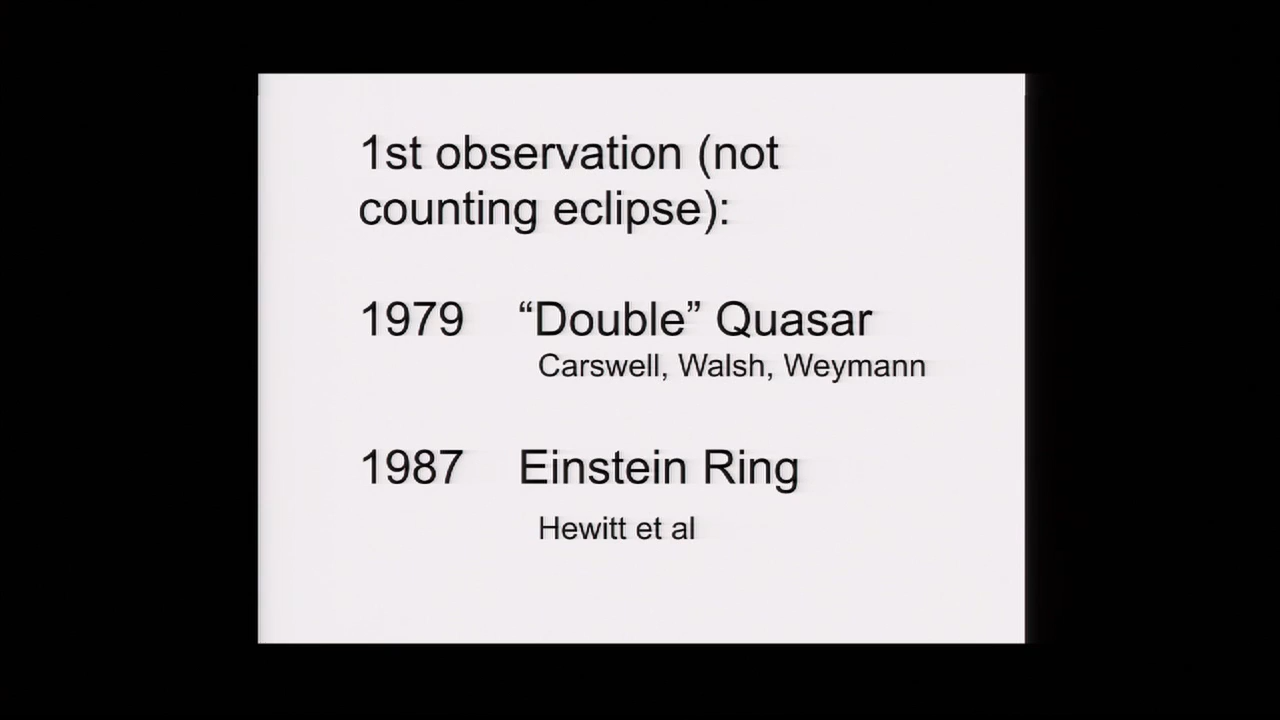 1st observation (not
counting eclipse):
1979 “Double” Quasar
Carswell, Walsh, Weymann
1987 Einstein Ring
Hewitt et al